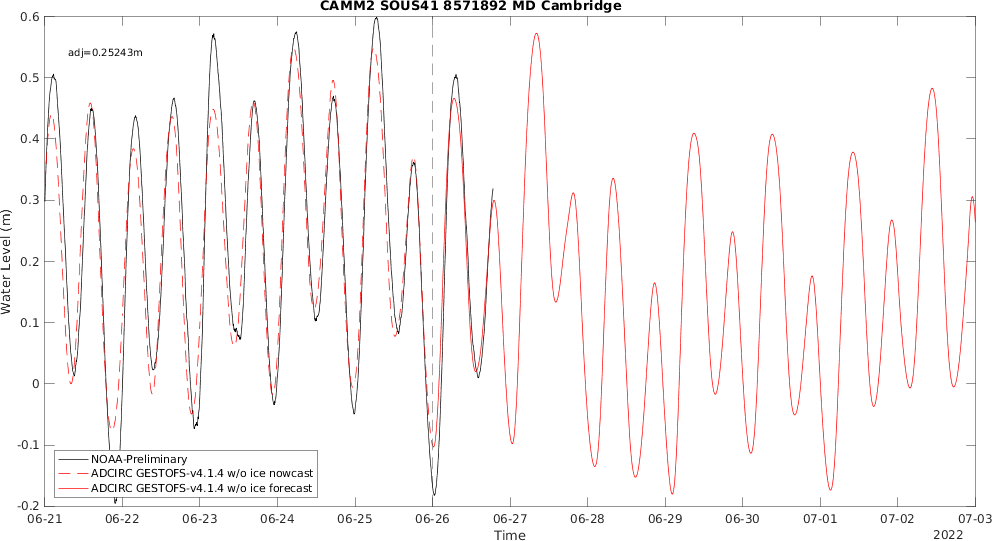 CAMM2 SOUS41 8571892 MD Cambridge
adj=0.25243m
0.6
0.5
0.4
0.3
0.2
0.1
0
-0.1
-0.2
Water Level (m)
NOAA-Preliminary
ADCIRC GESTOFS-v4.1.4 w/o ice nowcast
ADCIRC GESTOFS-v4.1.4 w/o ice forecast
06-21 06-22 06-23 06-24 06-25 06-26 06-27 06-28 06-29 06-30 07-01 07-02 07-03
Time
2022